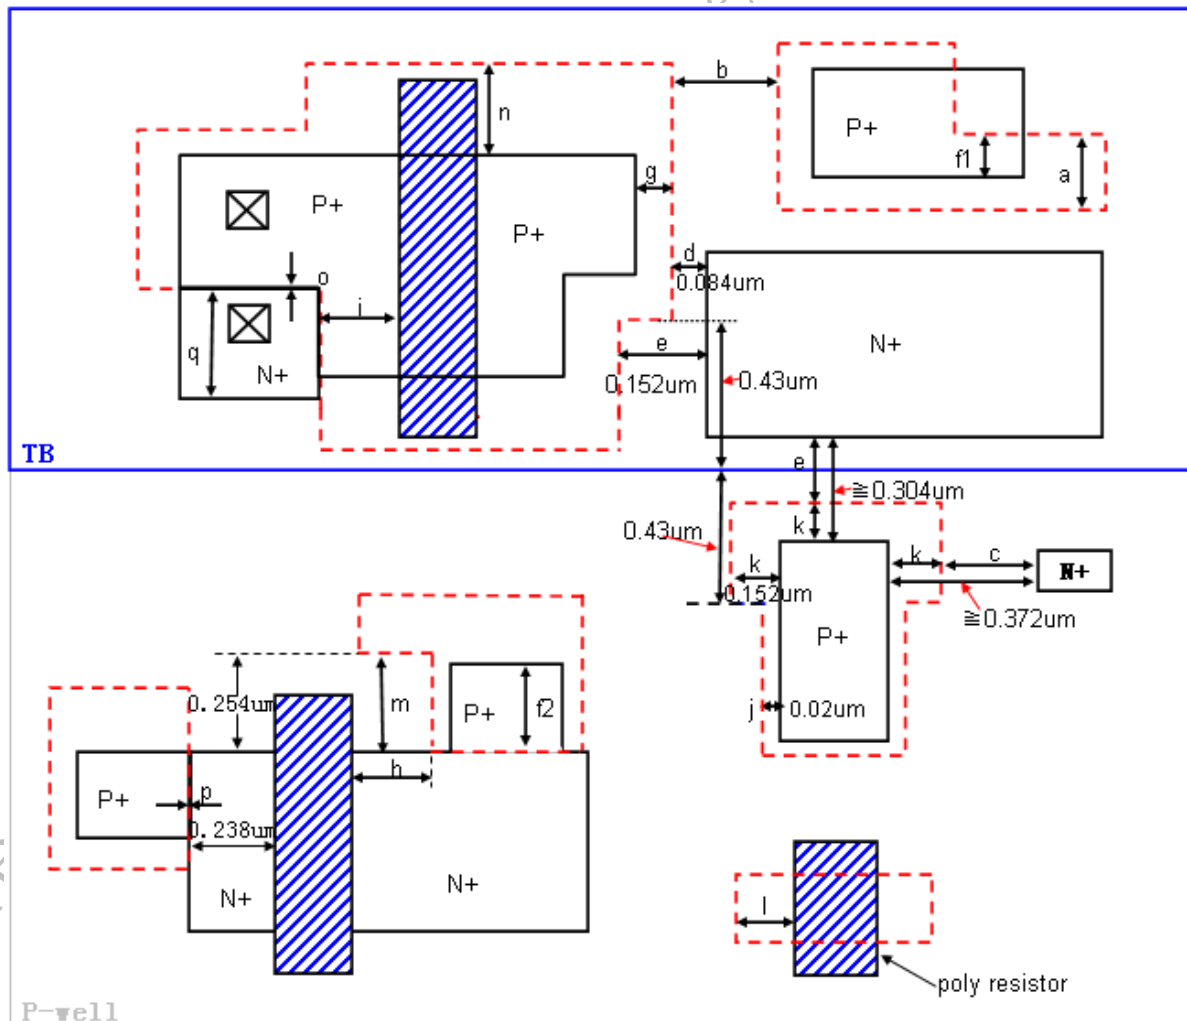 b
n
P+
f1
a
g
P+
P+
d
o
0.084um
i
q
N+
e
N+
0.152um
0.43um
TB
e
≧0.304um
0.43um
k
k
c
k
N+
0.152um
≧0.372um
P+
0.254um
m
P+
f2
j
0.02um
h
P+
p
0.238um
N+
N+
l
poly resistor
P-well